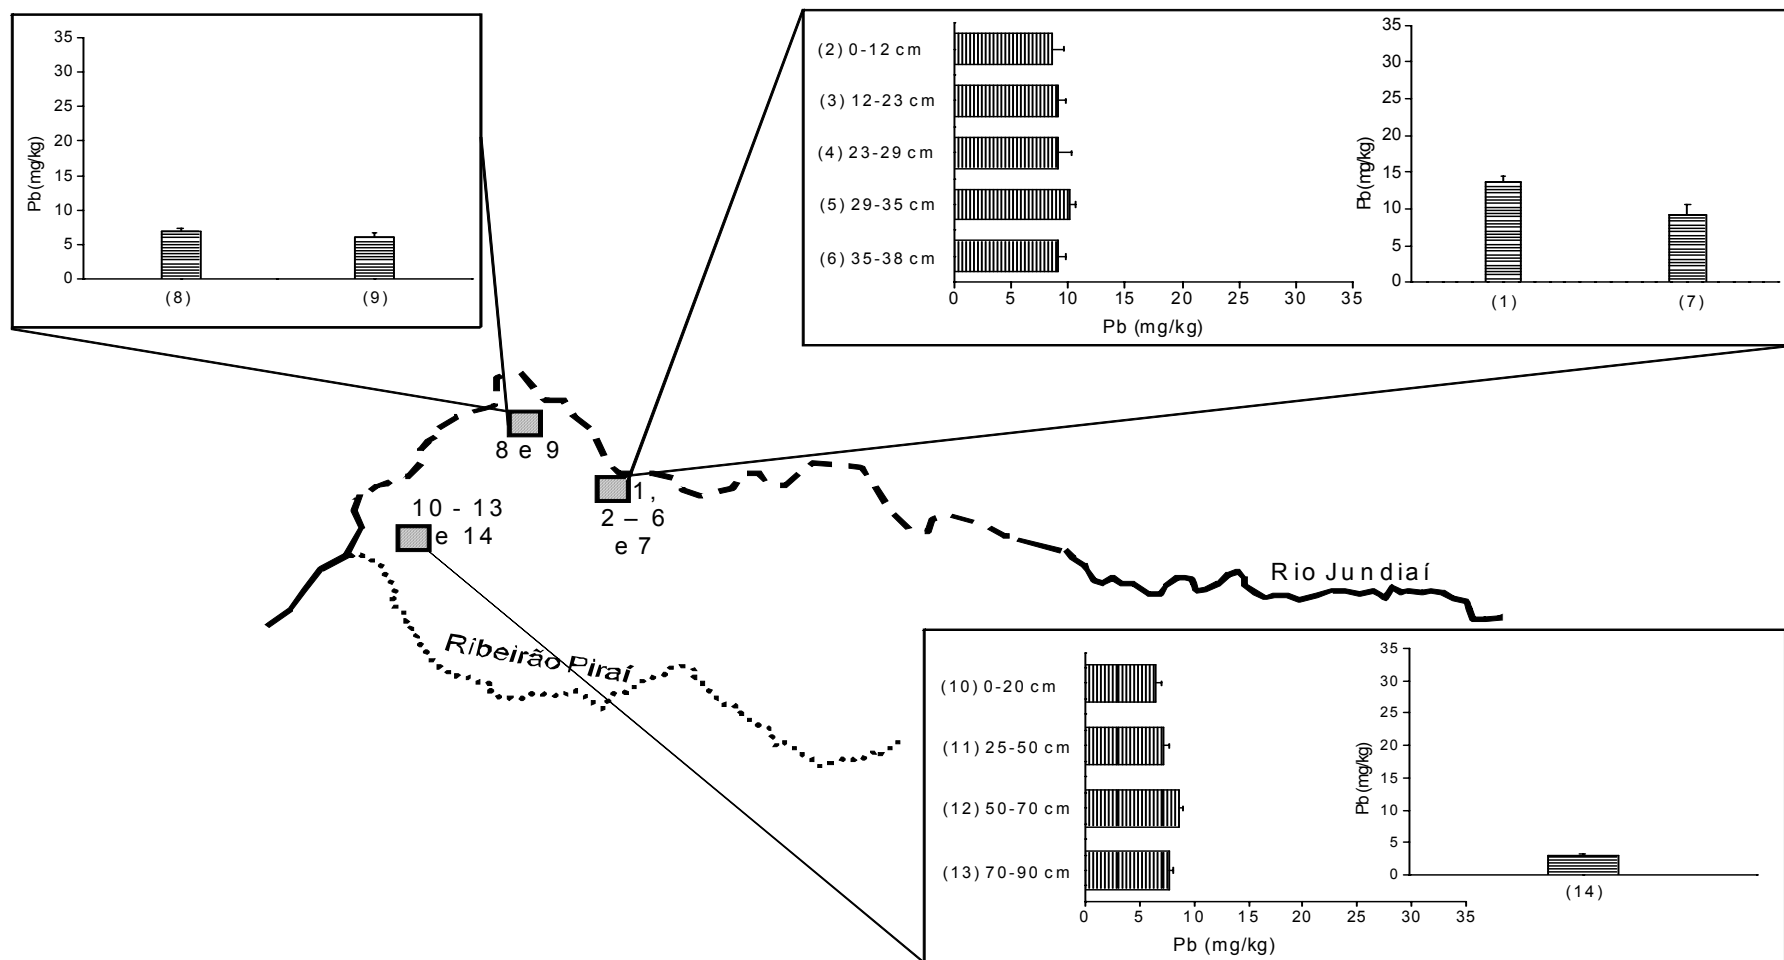 35
30
25
20
15
10
5
0
Pb (mg/kg)
(8) (9)
(2) 0-12 cm
(3) 12-23 cm
(4) 23-29 cm
(5) 29-35 cm
(6) 35-38 cm
0 5 10 15 20 25 30 35
Pb (mg/kg)
35
30
25
20
15
10
5
0
Pb (mg/kg)
(1) (7)
8 e 9
1,
2 – 6
e 7
10 - 13
e 14
Rio Jundiaí
Ribeirão Piraí
(10) 0-20 cm
(11) 25-50 cm
(12) 50-70 cm
(13) 70-90 cm
0 5 10 15 20 25 30 35
Pb (mg/kg)
35
30
25
20
15
10
5
0
Pb (mg/kg)
(14)